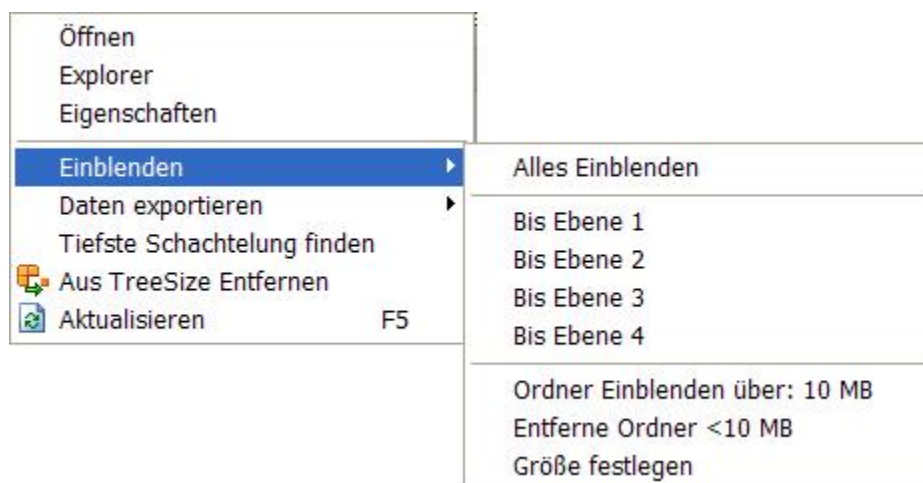 Öffnen
Explorer
Eigenschaften
Einblenden
Daten exportieren
Tiefste Schachtelung finden
Aus TreeSize Entfernen
Aktualisieren F5
Alles Einblenden
Bis Ebene 1
Bis Ebene 2
Bis Ebene 3
Bis Ebene 4
Ordner Einblenden über: 10 MB
Entferne Ordner <10 MB
Größe festlegen